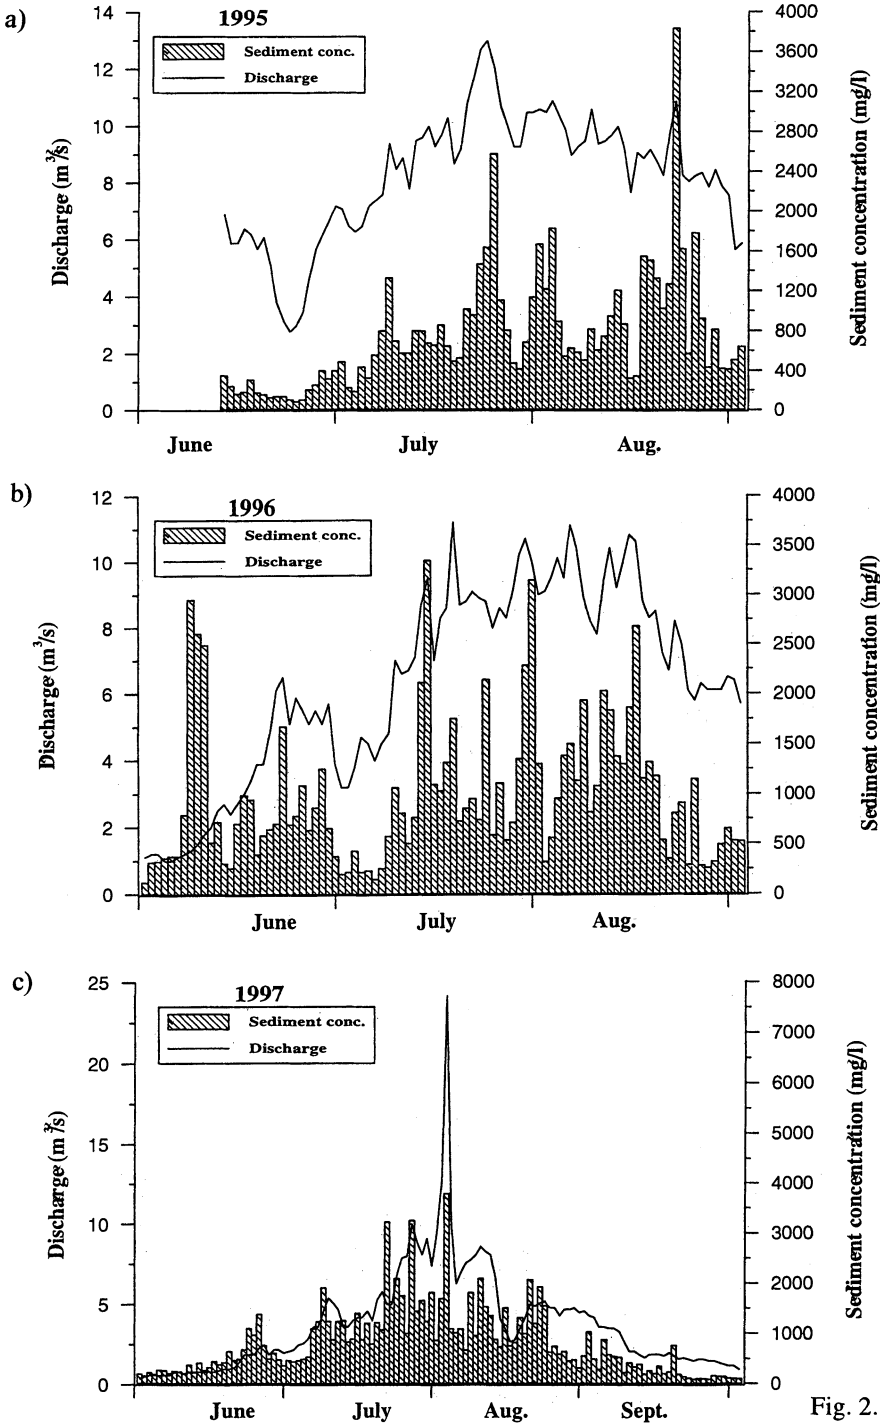 a)
1995
Sediment conc.
Discharge
Discharge (m³/s)
14
12
10
8
6
4
2
0
Sediment concentration (mg/l)
4000
3600
3200
2800
2400
2000
1600
1200
800
400
0
June July Aug.
b)
1996
Sediment conc.
Discharge
Discharge (m³/s)
12
10
8
6
4
2
0
Sediment concentration (mg/l)
4000
3500
3000
2500
2000
1500
1000
500
0
June July Aug.
c)
1997
Sediment conc.
Discharge
Discharge (m³/s)
25
20
15
10
5
0
Sediment concentration (mg/l)
8000
7000
6000
5000
4000
3000
2000
1000
0
June July Aug. Sept.
Fig. 2.